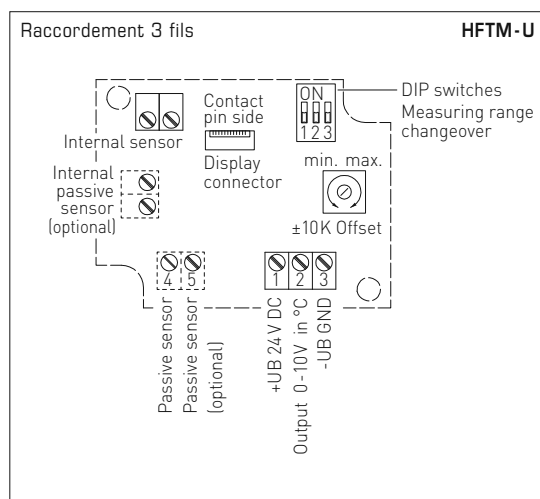 Raccordement 3 fils
HFTM-U
ON
1 2 3
DIP switches
Measuring range
changeover
Contact
pin side
Internal sensor
Display
connector
min. max.
Internal
passive
sensor
(optional)
±10K Offset
4 5
1 2 3
Passive sensor
Passive sensor
(optional)
+UB 24V DC
Output 0-10V in °C
-UB GND